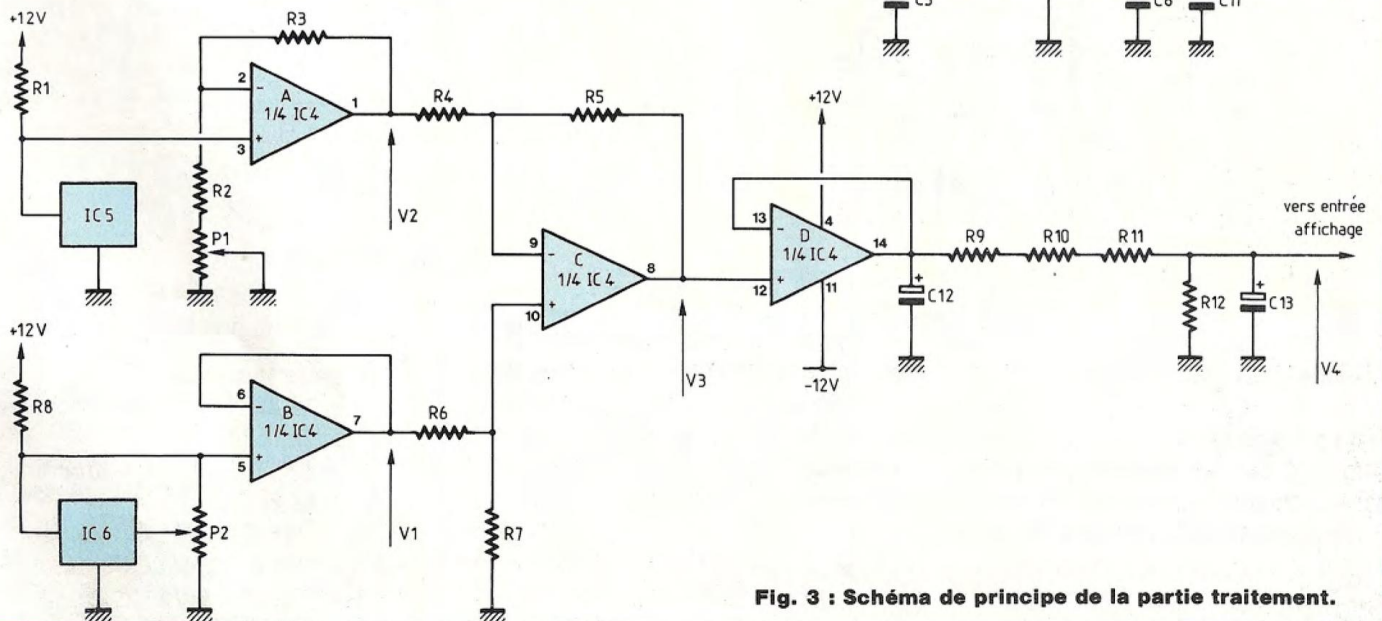 C5
C6
C11
+12V
R3
R1
2
-
A
1/4 IC4
1
3
+
R4
R5
+12V
IC5
R2
P1
V2
9
-
C
1/4 IC4
8
10
+
13
-
D
1/4 IC4
4
14
12
+
11
-12V
R9
R10
R11
vers entrée
affichage
C12
+
R12
C13
+
V4
V3
+12V
R8
6
-
B
1/4 IC4
7
5
+
R6
IC6
P2
V1
R7
Fig. 3 : Schéma de principe de la partie traitement.